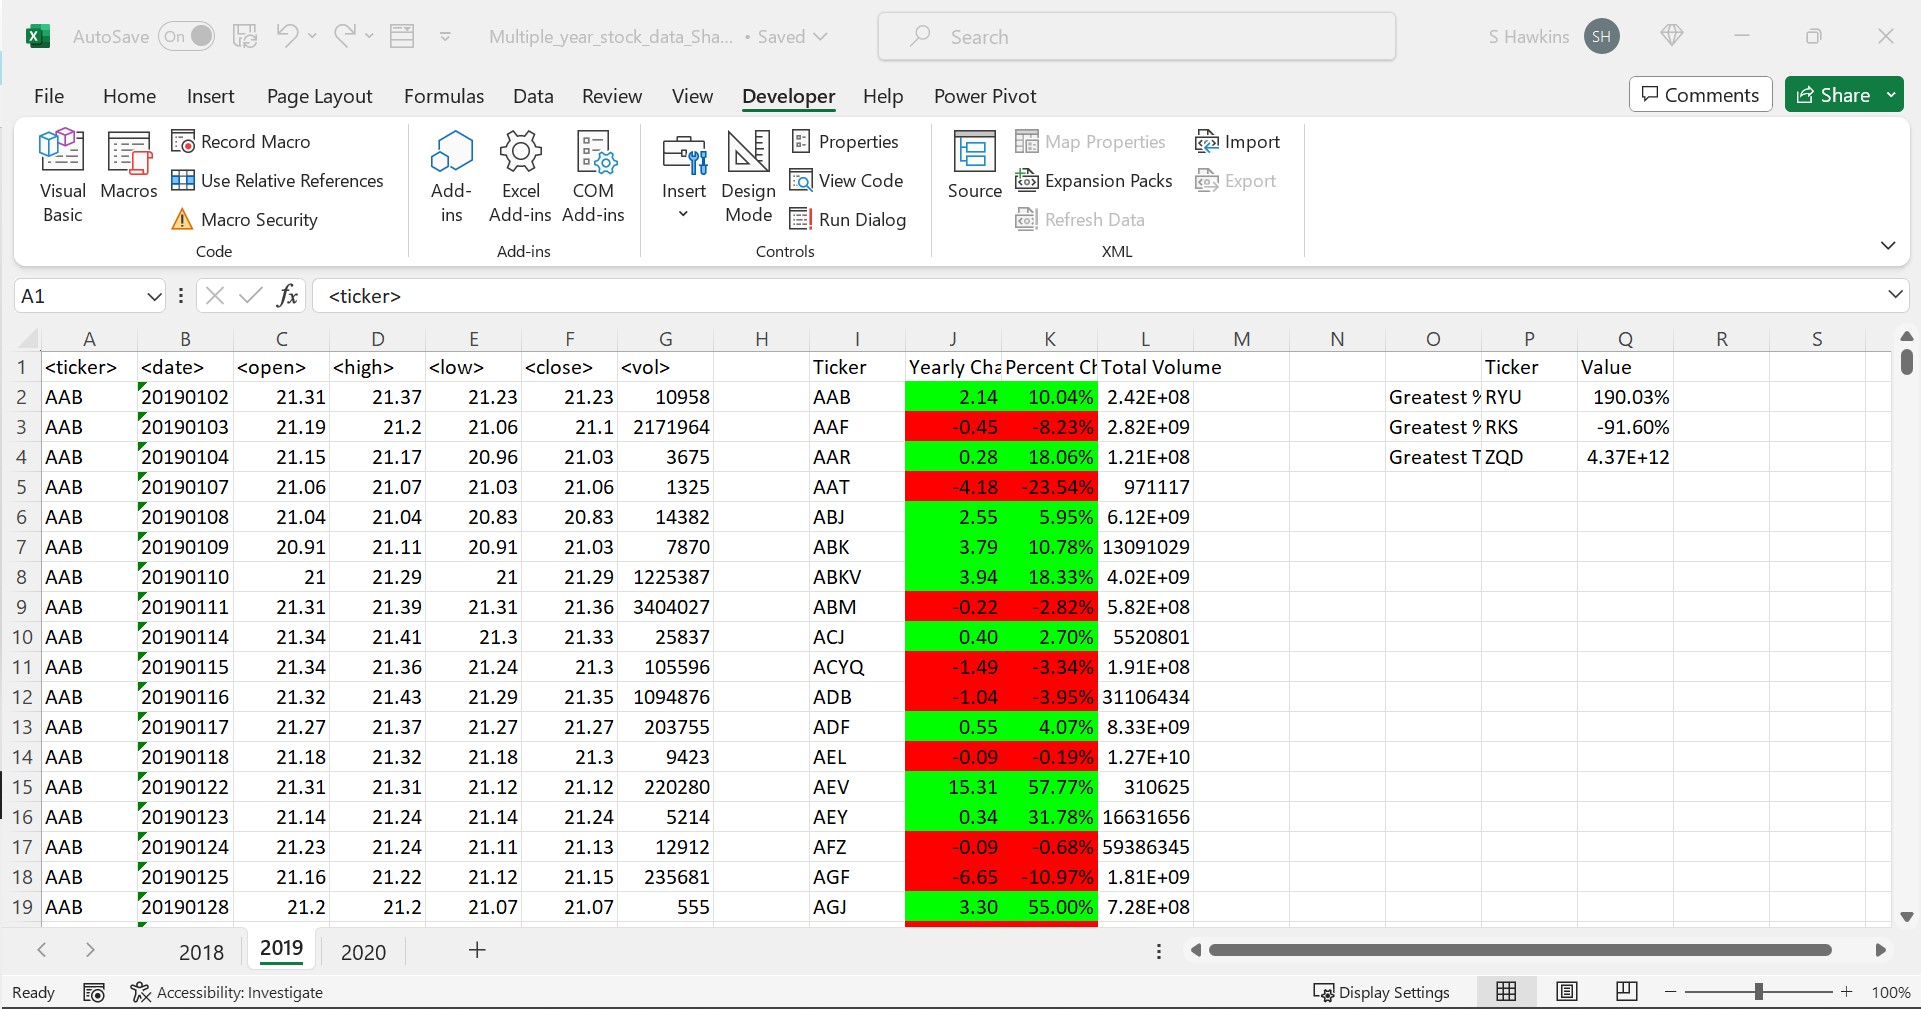 AutoSave On Multiple_year_stock_data_Sha... • Saved Search S Hawkins SH
File Home Insert Page Layout Formulas Data Review View Developer Help Power Pivot Comments Share
Visual Basic
Macros
Record Macro
Use Relative References
Macro Security
Code
Add-ins
Excel Add-ins
COM Add-ins
Add-ins
Insert
Design Mode
Properties
View Code
Run Dialog
Controls
Source
Map Properties
Expansion Packs
Refresh Data
Import
Export
XML
A1 fx <ticker>
A B C D E F G H I J K L M N O P Q R S
1 <ticker> <date> <open> <high> <low> <close> <vol> Ticker Yearly Cha Percent Ch Total Volume Ticker Value
2 AAB 20190102 21.31 21.37 21.23 21.23 10958 AAB 2.14 10.04% 2.42E+08 Greatest % RYU 190.03%
3 AAB 20190103 21.19 21.2 21.06 21.1 2171964 AAF -0.45 -8.23% 2.82E+09 Greatest % RKS -91.60%
4 AAB 20190104 21.15 21.17 20.96 21.03 3675 AAR 0.28 18.06% 1.21E+08 Greatest T ZQD 4.37E+12
5 AAB 20190107 21.06 21.07 21.03 21.06 1325 AAT -4.18 -23.54% 971117
6 AAB 20190108 21.04 21.04 20.83 20.83 14382 ABJ 2.55 5.95% 6.12E+09
7 AAB 20190109 20.91 21.11 20.91 21.03 7870 ABK 3.79 10.78% 13091029
8 AAB 20190110 21 21.29 21 21.29 1225387 ABKV 3.94 18.33% 4.02E+09
9 AAB 20190111 21.31 21.39 21.31 21.36 3404027 ABM -0.22 -2.82% 5.82E+08
10 AAB 20190114 21.34 21.41 21.3 21.33 25837 ACJ 0.40 2.70% 5520801
11 AAB 20190115 21.34 21.36 21.24 21.3 105596 ACYQ -1.49 -3.34% 1.91E+08
12 AAB 20190116 21.32 21.43 21.29 21.35 1094876 ADB -1.04 -3.95% 31106434
13 AAB 20190117 21.27 21.37 21.27 21.27 203755 ADF 0.55 4.07% 8.33E+09
14 AAB 20190118 21.18 21.32 21.18 21.3 9423 AEL -0.09 -0.19% 1.27E+10
15 AAB 20190122 21.31 21.31 21.12 21.12 220280 AEV 15.31 57.77% 310625
16 AAB 20190123 21.14 21.24 21.14 21.24 5214 AEY 0.34 31.78% 16631656
17 AAB 20190124 21.23 21.24 21.11 21.13 12912 AFZ -0.09 -0.68% 59386345
18 AAB 20190125 21.16 21.22 21.12 21.15 235681 AGF -6.65 -10.97% 1.81E+09
19 AAB 20190128 21.2 21.2 21.07 21.07 555 AGJ 3.30 55.00% 7.28E+08
2018 2019 2020
Ready Accessibility: Investigate Display Settings 100%